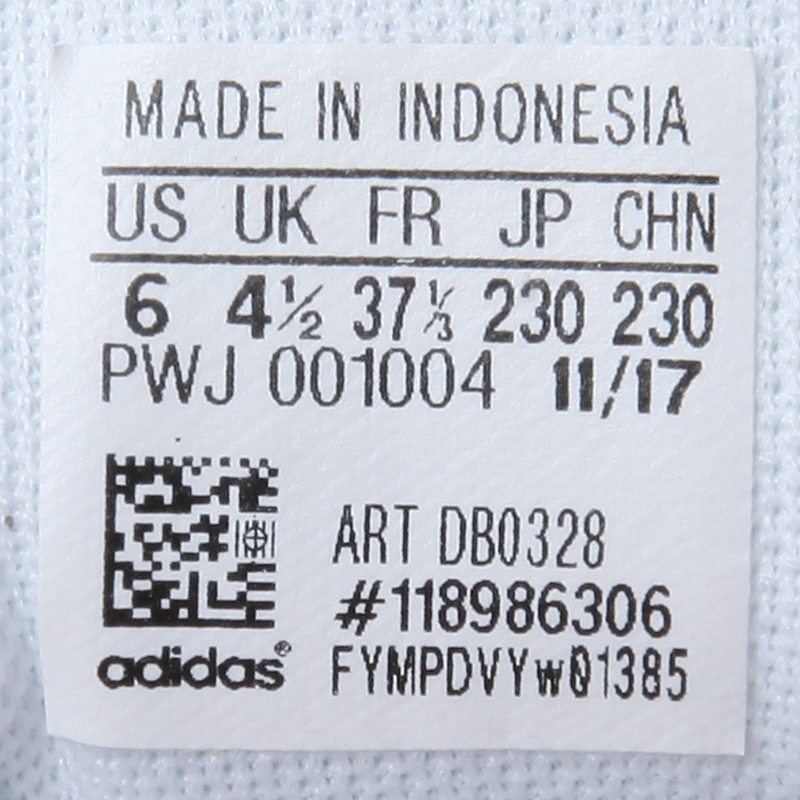 MADE IN INDONESIA
US UK FR JP CHN
6 4½ 37⅓ 230 230
PWJ 001004 11/17
ART DB0328
#118986306
adidas® FYMPDVYw01385